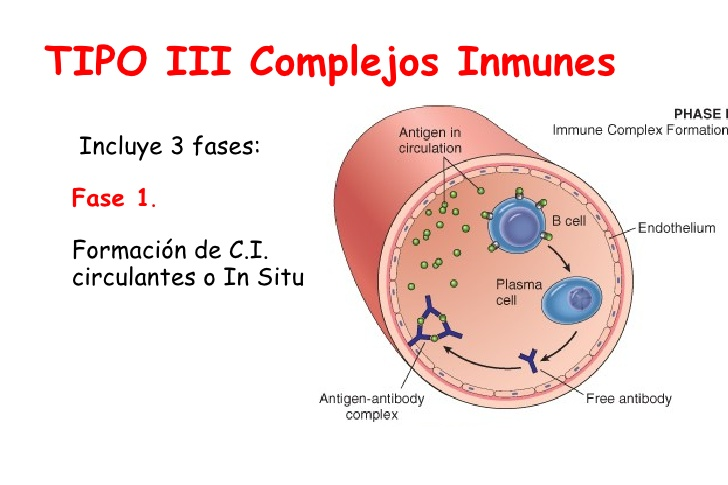 TIPO III Complejos Inmunes
PHASE I
Immune Complex Formation
Antigen in
circulation
Incluye 3 fases:
Fase 1.
B cell
Endothelium
Formación de C.I.
circulantes o In Situ
Plasma
cell
Antigen-antibody
complex
Free antibody